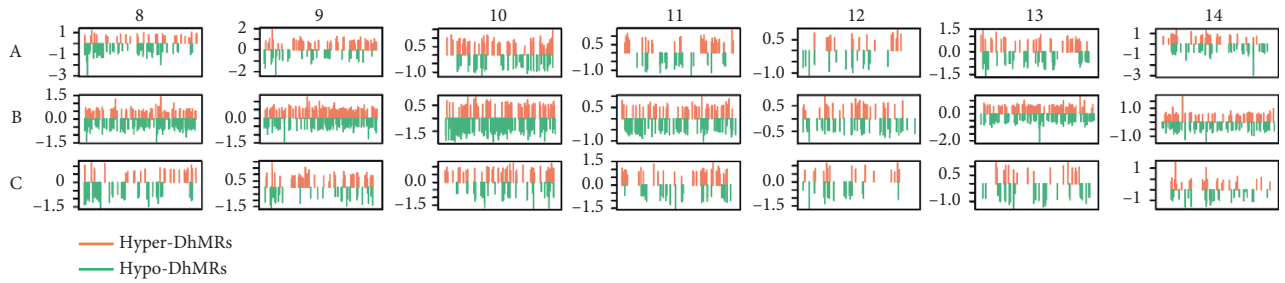 8 9 10 11 12 13 14
A 1 −1 −3 2 0 −2 0.5 −1.0 0.5 −1.0 0.5 −1.0 1.5 0.0 −1.5 1 −1 −3
B 1.5 0.0 −1.5 0.0 −1.5 −1.5 0.5 −1.0 0.5 −0.5 0.0 −2.0 1.0 −1.0
C 0 −1.5 0.5 −1.5 0.0 −1.5 1.5 0.0 −1.5 0.0 −1.5 0.5 −1.0 1 −1
Hyper-DhMRs
Hypo-DhMRs